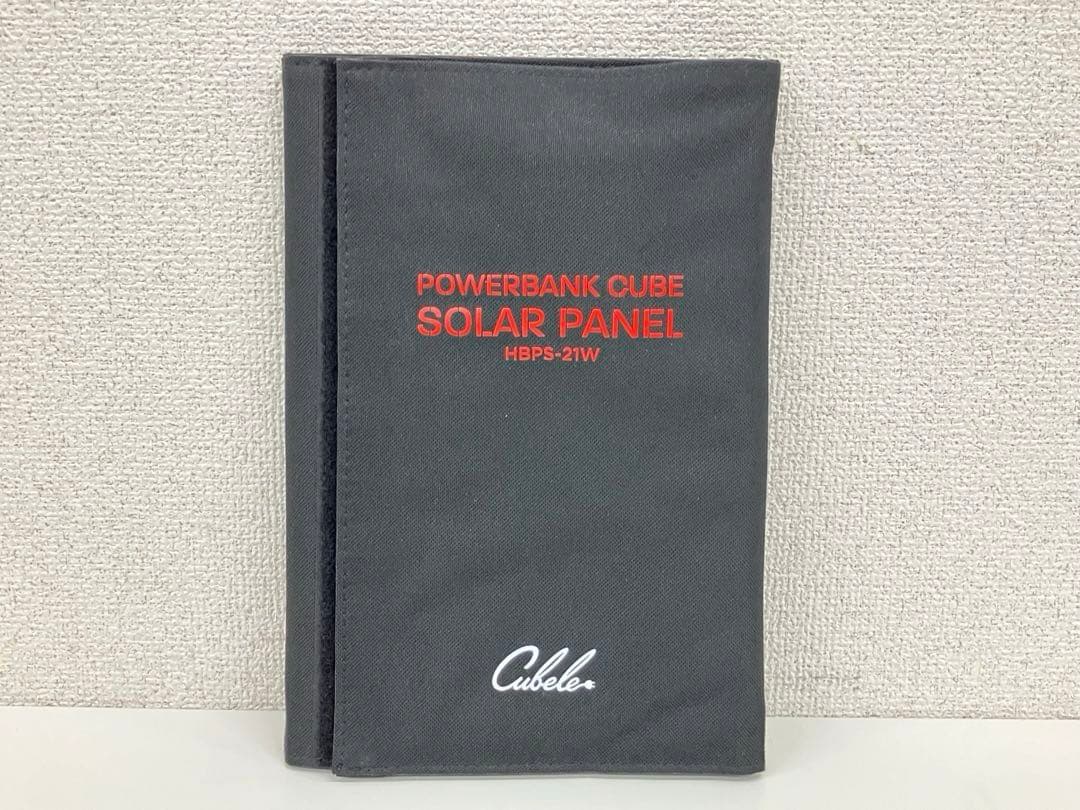 POWERBANK CUBE
SOLAR PANEL
HBPS-21W
Cubele